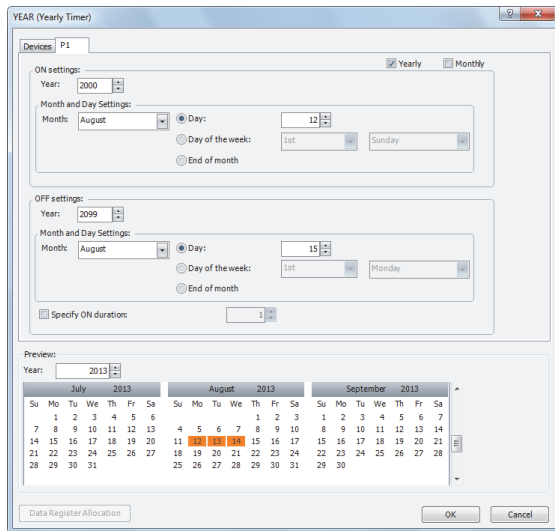 YEAR (Yearly Timer)
?
Devices P1
Yearly Monthly
ON settings:
Year: 2000
Month and Day Settings:
Month: August Day: 12
Day of the week: 1st Sunday
End of month
OFF settings:
Year: 2099
Month and Day Settings:
Month: August Day: 15
Day of the week: 1st Monday
End of month
Specify ON duration: 1
Preview:
Year: 2013
July 2013 August 2013 September 2013
Su Mo Tu We Th Fr Sa Su Mo Tu We Th Fr Sa Su Mo Tu We Th Fr Sa
1 2 3 4 5 6 1 2 3 1 2 3 4 5 6 7
7 8 9 10 11 12 13 4 5 6 7 8 9 10 8 9 10 11 12 13 14
14 15 16 17 18 19 20 11 12 13 14 15 16 17 15 16 17 18 19 20 21
21 22 23 24 25 26 27 18 19 20 21 22 23 24 22 23 24 25 26 27 28
28 29 30 31 25 26 27 28 29 30 31 29 30
Data Register Allocation OK Cancel